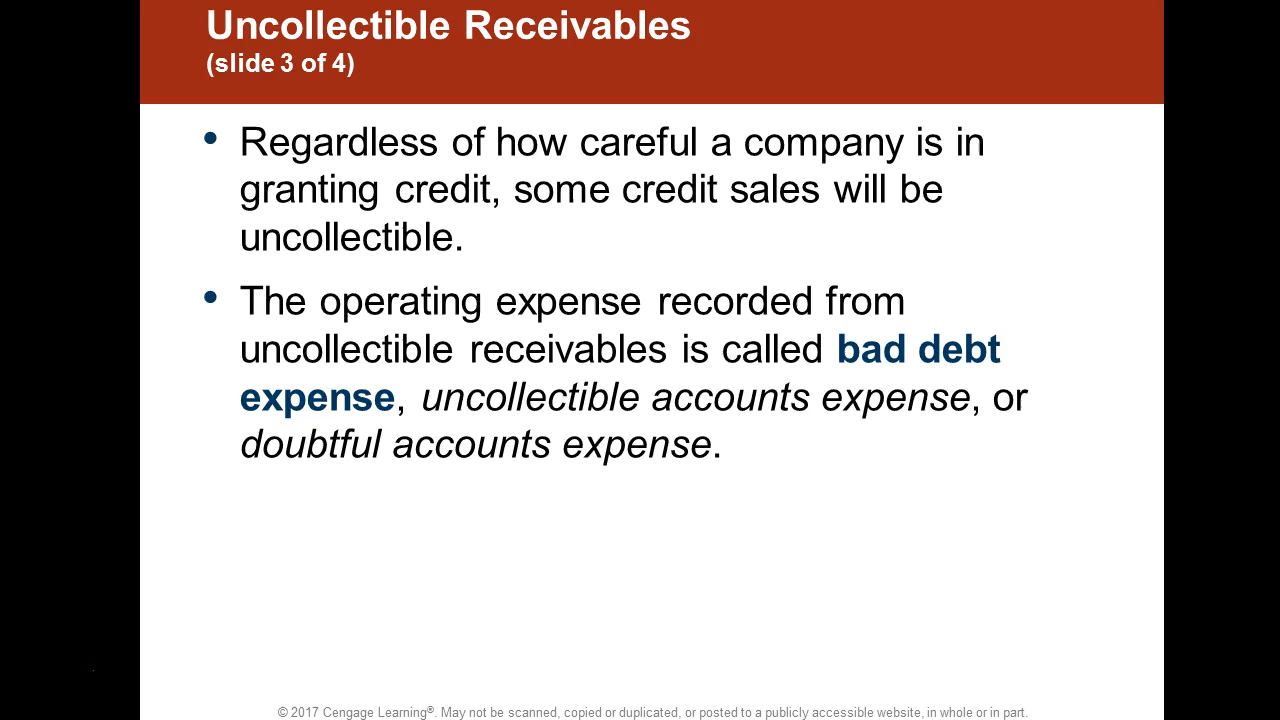 Uncollectible Receivables
(slide 3 of 4)
• Regardless of how careful a company is in
granting credit, some credit sales will be
uncollectible.
• The operating expense recorded from
uncollectible receivables is called bad debt
expense, uncollectible accounts expense, or
doubtful accounts expense.
© 2017 Cengage Learning®. May not be scanned, copied or duplicated, or posted to a publicly accessible website, in whole or in part.